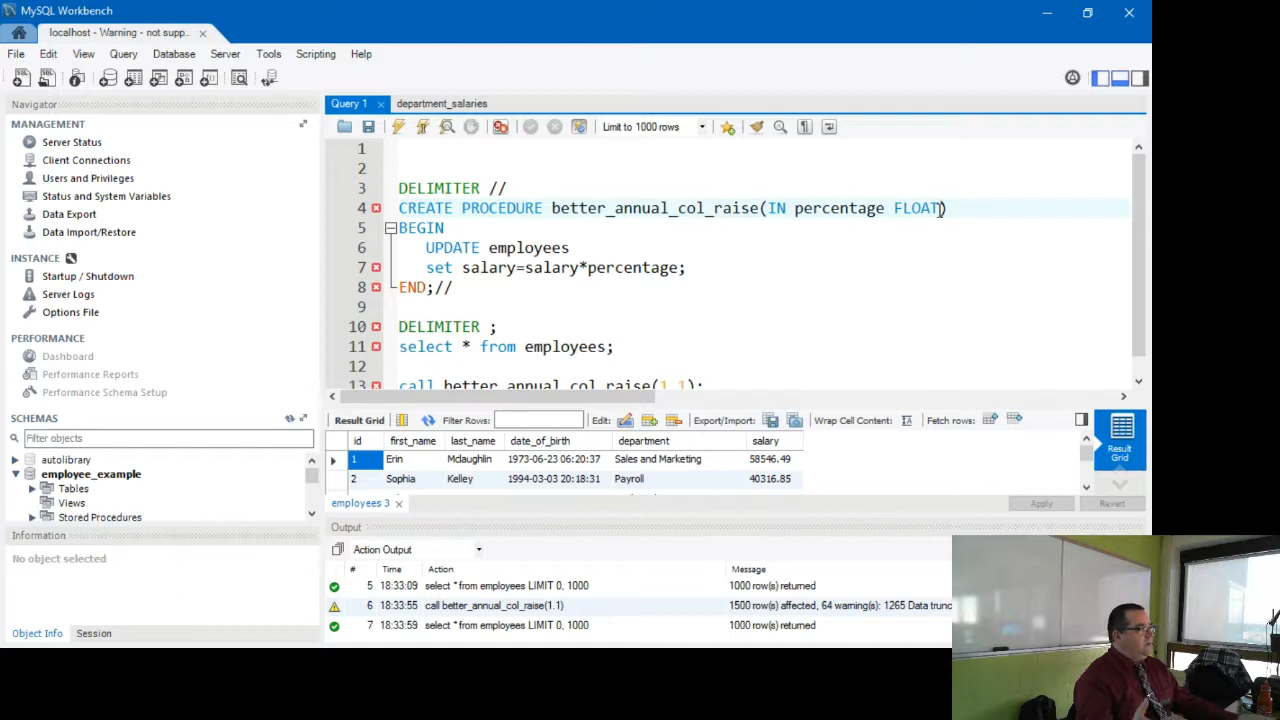 MySQL Workbench
localhost - Warning - not supp..
File Edit View Query Database Server Tools Scripting Help
Navigator
MANAGEMENT
Server Status
Client Connections
Users and Privileges
Status and System Variables
Data Export
Data Import/Restore
INSTANCE
Startup / Shutdown
Server Logs
Options File
PERFORMANCE
Dashboard
Performance Reports
Performance Schema Setup
SCHEMAS
Filter objects
autolibrary
employee_example
Tables
Views
Stored Procedures
Information
No object selected
Object Info Session
Query 1 department_salaries
Limit to 1000 rows
1
2
3 DELIMITER //
4 CREATE PROCEDURE better_annual_col_raise(IN percentage FLOAT)
5 BEGIN
6 UPDATE employees
7 set salary=salary*percentage;
8 END;//
9
10 DELIMITER ;
11 select * from employees;
12
13 call better_annual_col_raise(1.1);
Result Grid Filter Rows: Edit: Export/Import: Wrap Cell Content: Fetch rows:
id first_name last_name date_of_birth department salary
1 Erin Mclaughlin 1973-06-23 06:20:37 Sales and Marketing 58546.49
2 Sophia Kelley 1994-03-03 20:18:31 Payroll 40316.85
Result
Grid
employees 3 Apply Revert
Output
Action Output
# Time Action Message
5 18:33:09 select * from employees LIMIT 0, 1000 1000 row(s) returned
6 18:33:55 call better_annual_col_raise(1.1) 1500 row(s) affected, 64 warning(s): 1265 Data trunc
7 18:33:59 select * from employees LIMIT 0, 1000 1000 row(s) returned